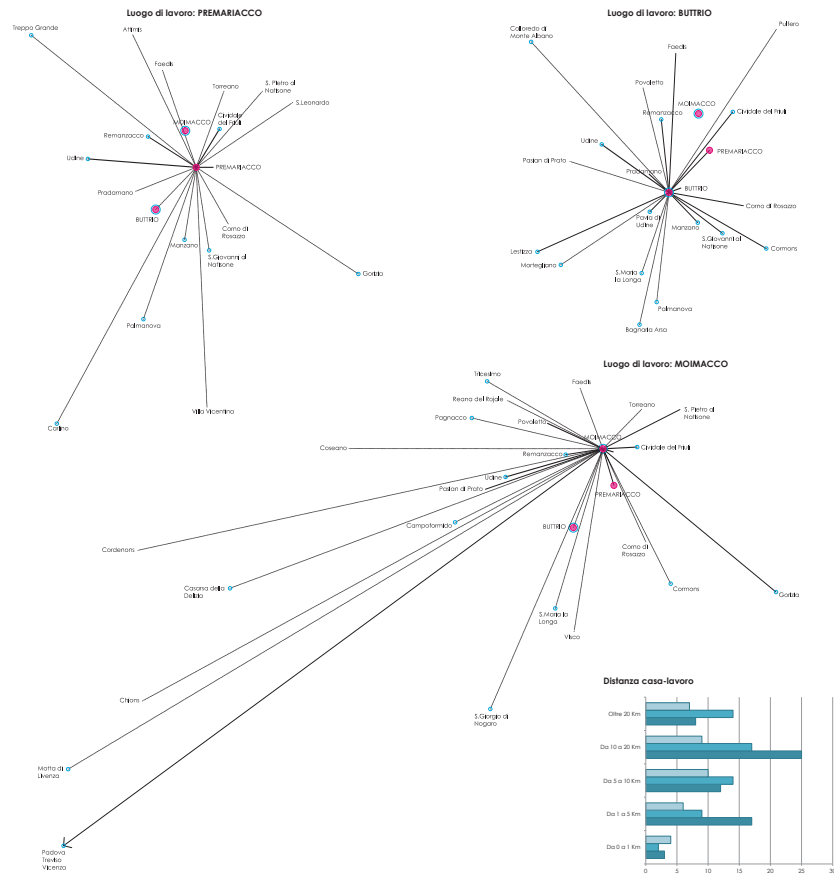 Luogo di lavoro: PREMARIACCO
Treppo Grande
Attimis
Faedis
Torreano
S. Pietro al
Natisone
S.Leonardo
MOIMACCO
Cividale
del Friuli
Remanzacco
Udine
PREMARIACCO
Pradamano
BUTTRIO
Corno di
Rosazzo
Manzano
S.Giovanni al
Natisone
Gorizia
Palmanova
Villa Vicentina
Carlino
Luogo di lavoro: BUTTRIO
Colloredo di
Monte Albano
Pulfero
Faedis
Povoletto
MOIMACCO
Remanzacco
Cividale del Friuli
Udine
PREMARIACCO
Pasian di Prato
Pradamano
BUTTRIO
Corno di Rosazzo
Pavia di
Udine
Manzano
S.Giovanni al
Natisone
Cormons
Lestizza
Mortegliano
S.Maria
la Longa
Palmanova
Bagnaria Arsa
Luogo di lavoro: MOIMACCO
Tricesimo
Faedis
Reana del Rojale
Torreano
S. Pietro al
Natisone
Pagnacco
Povoletto
MOIMACCO
Coseano
Remanzacco
Cividale del Friuli
Udine
Pasian di Prato
PREMARIACCO
Campoformido
BUTTRIO
Cordenons
Corno di
Rosazzo
Casarsa della
Delizia
Cormons
Gorizia
S.Maria la
Longa
Visco
Chions
S.Giorgio di
Nogaro
Motta di
Livenza
Padova
Treviso
Vicenza
Distanza casa-lavoro
Oltre 20 Km
Da 10 a 20 Km
Da 5 a 10 Km
Da 1 a 5 Km
Da 0 a 1 Km
0 5 10 15 20 25 30